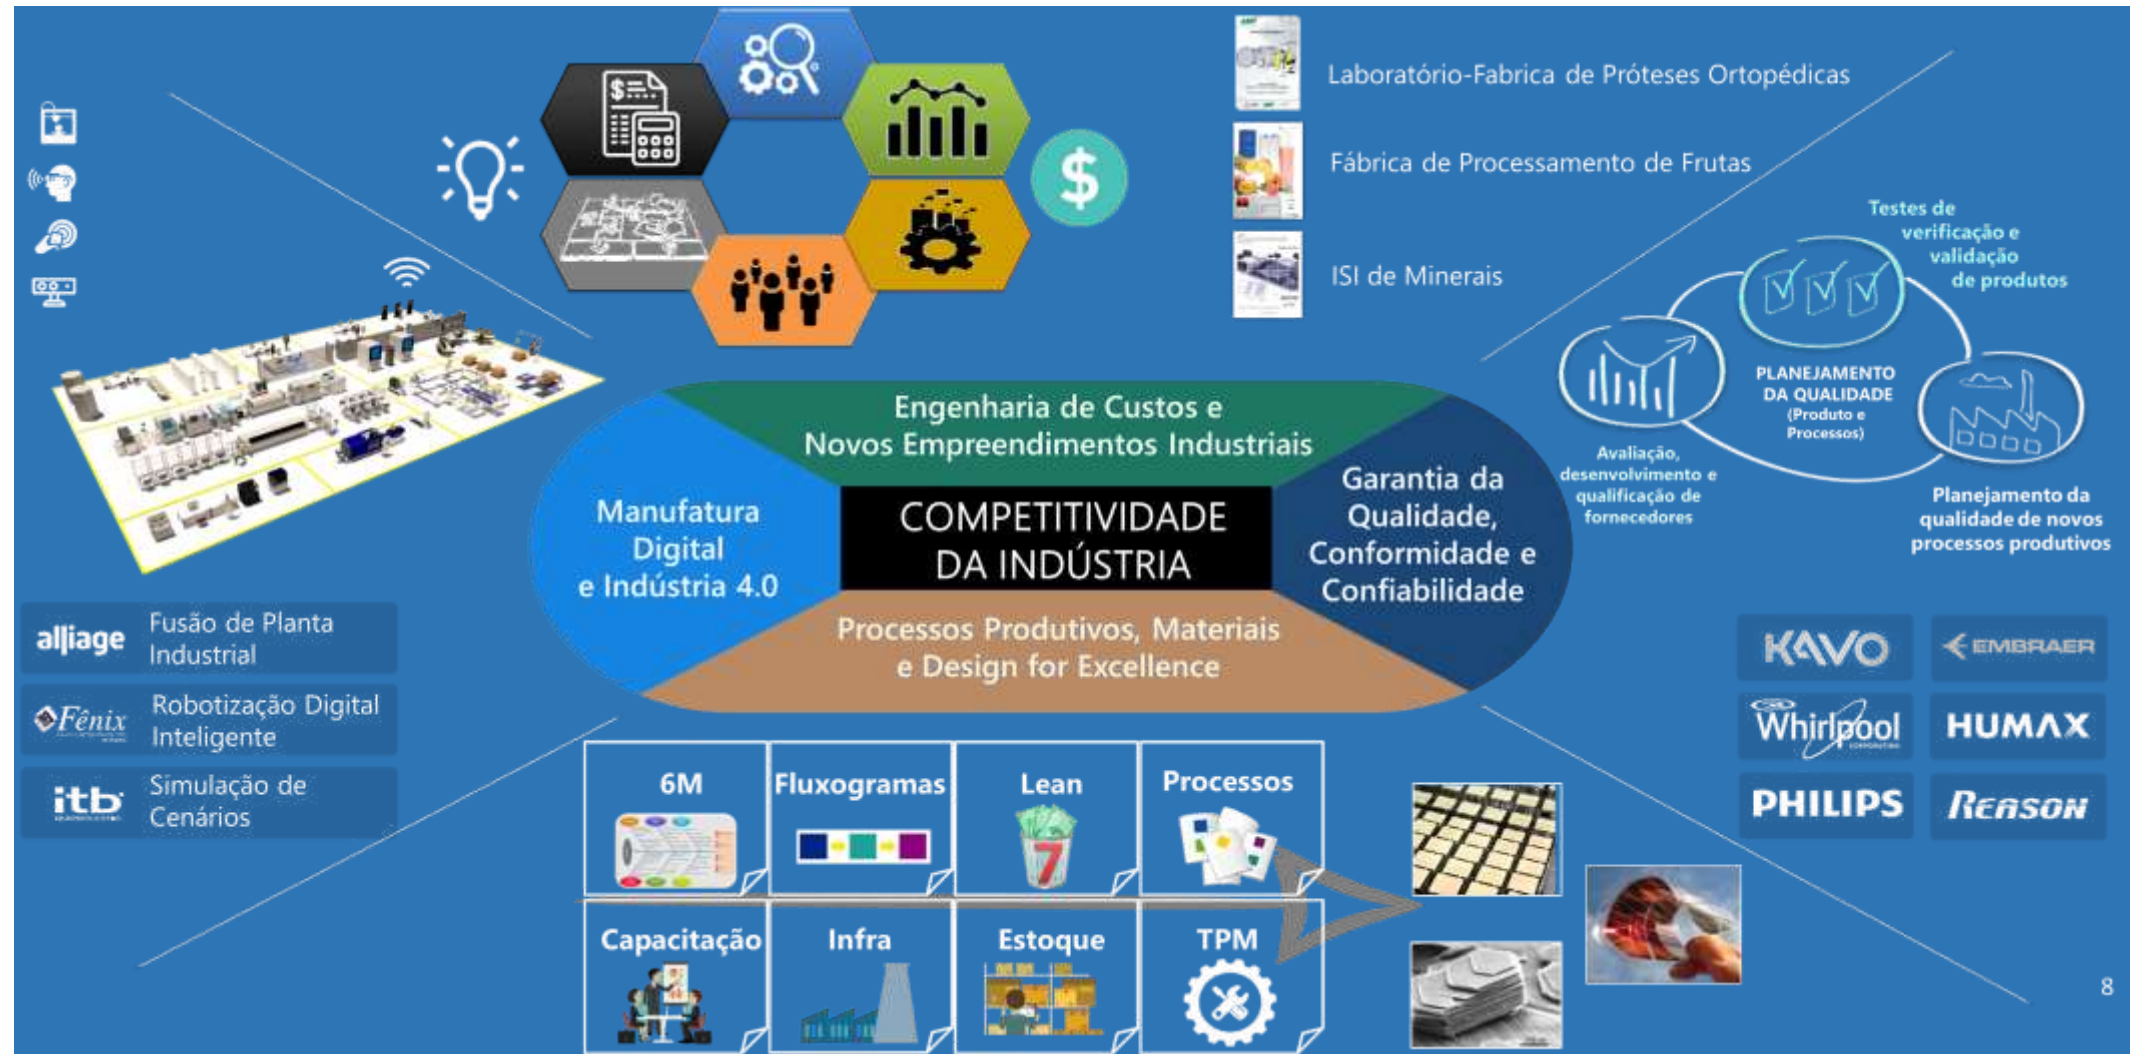 Laboratório-Fabrica de Próteses Ortopédicas
Fábrica de Processamento de Frutas
ISI de Minerais
Testes de
verificação e
validação
de produtos
PLANEJAMENTO
DA QUALIDADE
(Produto e
Processos)
Avaliação,
desenvolvimento e
qualificação de
fornecedores
Planejamento da
qualidade de novos
processos produtivos
Engenharia de Custos e
Novos Empreendimentos Industriais
Manufatura
Digital
e Indústria 4.0
COMPETITIVIDADE
DA INDÚSTRIA
Garantia da
Qualidade,
Conformidade e
Confiabilidade
Processos Produtivos, Materiais
e Design for Excellence
alliage
Fusão de Planta
Industrial
Fênix
Robotização Digital
Inteligente
itb
Simulação de
Cenários
KAVO
EMBRAER
Whirlpool
CORPORATION
HUMAX
PHILIPS
REASON
6M
Fluxogramas
Lean
7
Processos
Capacitação
Infra
Estoque
TPM
8